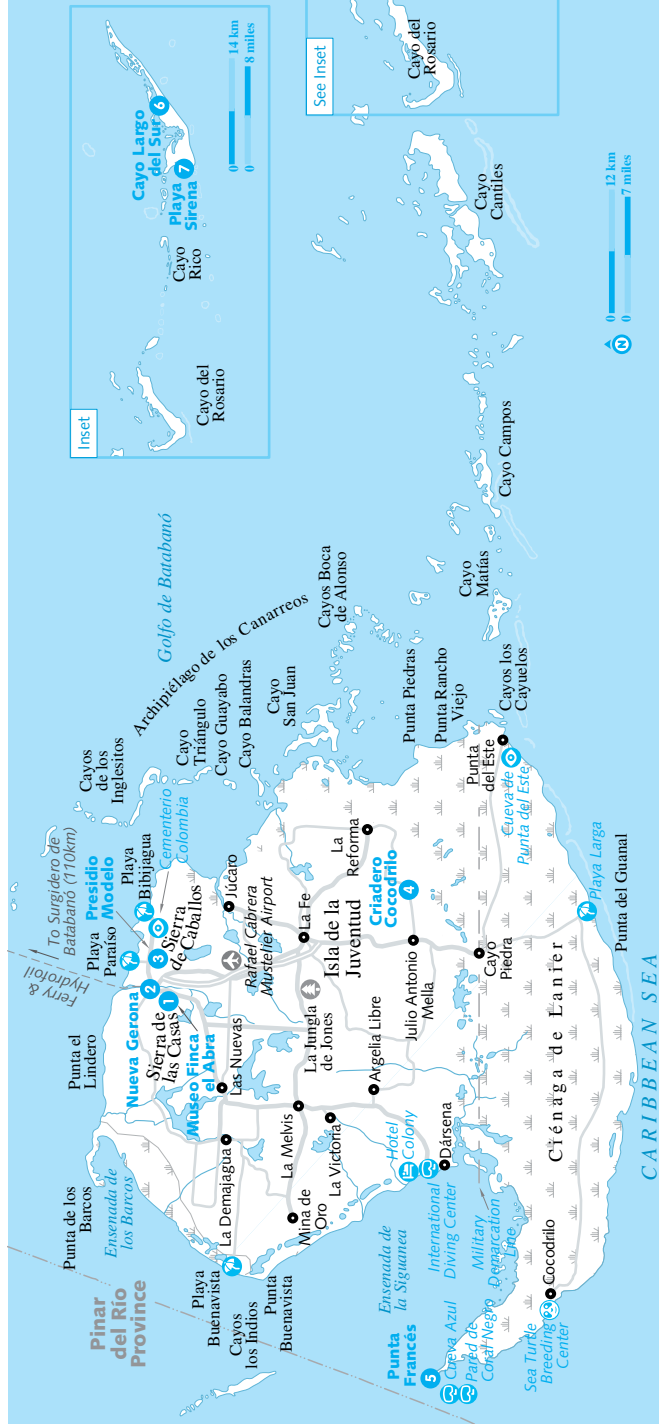 Pinar
del Río
Province
Punta de los
Barcos
Ensenada de
los Barcos
Punta el
Lindero
Ferry &
Hydrofoil
To Surgidero de
Batabanó (110km)
Playa
Paraíso
Presidio
Modelo
Playa
Bibijagua
Cementerio
Colombia
Cayos
de los
Inglesitos
Golfo de Batabanó
Archipiélago de los Canarreos
Nueva Gerona
2
3
1
Sierra de
las Casas
Sierra
de Caballos
Museo Finca
el Abra
Cayo
Triángulo
Cayo Guayabo
Cayo Balandras
Cayo
San Juan
Cayos Boca
de Alonso
Las Nuevas
Júcaro
Rafael Cabrera
Mustelier Airport
La Demajagua
Playa
Buenavista
Cayos
los Indios
Punta
Buenavista
Mina de
Oro
La Melvis
La Victoria
La Jungla
de Jones
La Fe
Isla de la
Juventud
La
Reforma
Criadero
Cocodrilo
4
Argelia Libre
Julio Antonio
Mella
Hotel
Colony
International
Diving Center
Dársena
Ensenada de
la Siguanea
Military
Demarcation
Line
Punta
Francés
5
Cueva Azul
Pared de
Coral Negro
Sea Turtle
Breeding
Center
Cocodrilo
Ciénaga de Lanier
Cayo
Piedra
Punta Piedras
Punta Rancho
Viejo
Punta
del Este
Cueva de
Punta del Este
Cayos los
Cayuelos
Playa Larga
Punta del Guanal
CARIBBEAN SEA
Cayo
Matías
Cayo Campos
Cayo
Cantiles
See Inset
Cayo del
Rosario
N
0 12 km
0 7 miles
Inset
Cayo del
Rosario
Cayo
Rico
Playa
Sirena
7
Cayo Largo
del Sur
6
0 14 km
0 8 miles